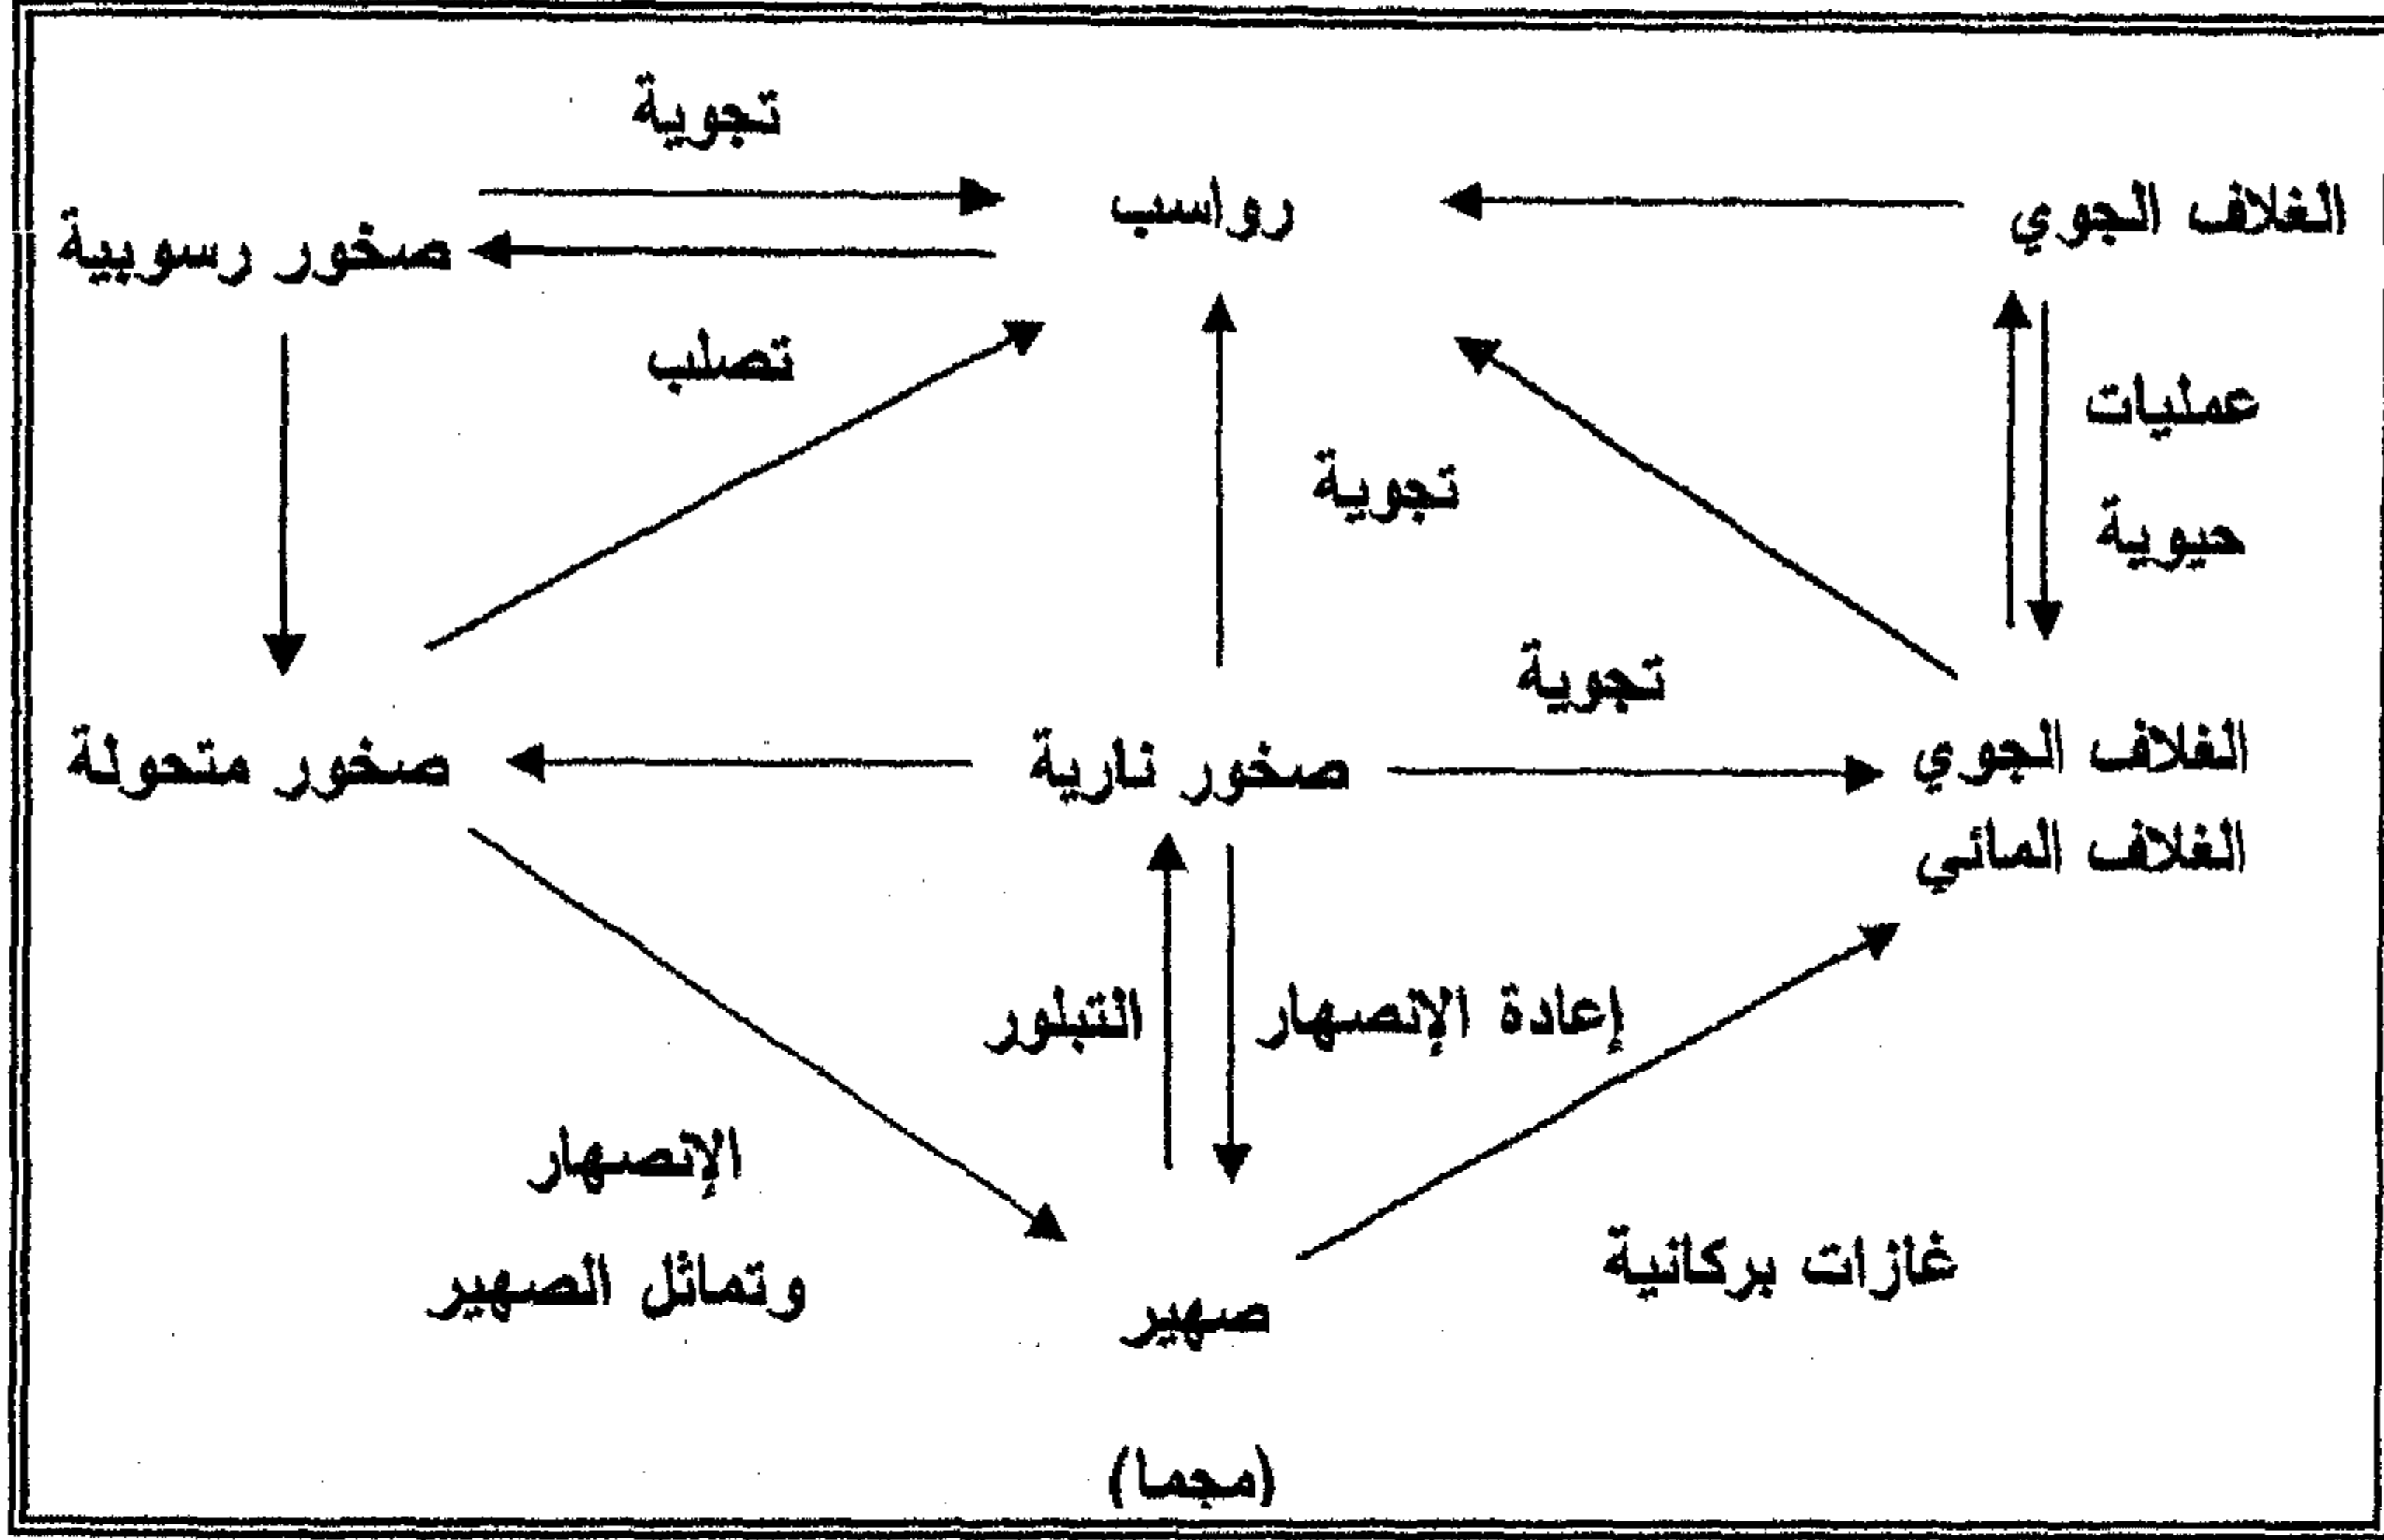 تجوية
الغلاف الجوي
رواسب
صخور رسوبية
تصلب
عمليات
حيوية
تجوية
تجوية
الغلاف الجوي
الغلاف المائي
صخور نارية
صخور متحولة
إعادة الإنصهار
التبلور
الإنصهار
وتماثل الصهير
غازات بركانية
صهير
(مجما)